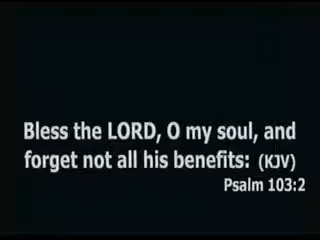 Bless the LORD, O my soul, and
forget not all his benefits: (KJV)
Psalm 103:2